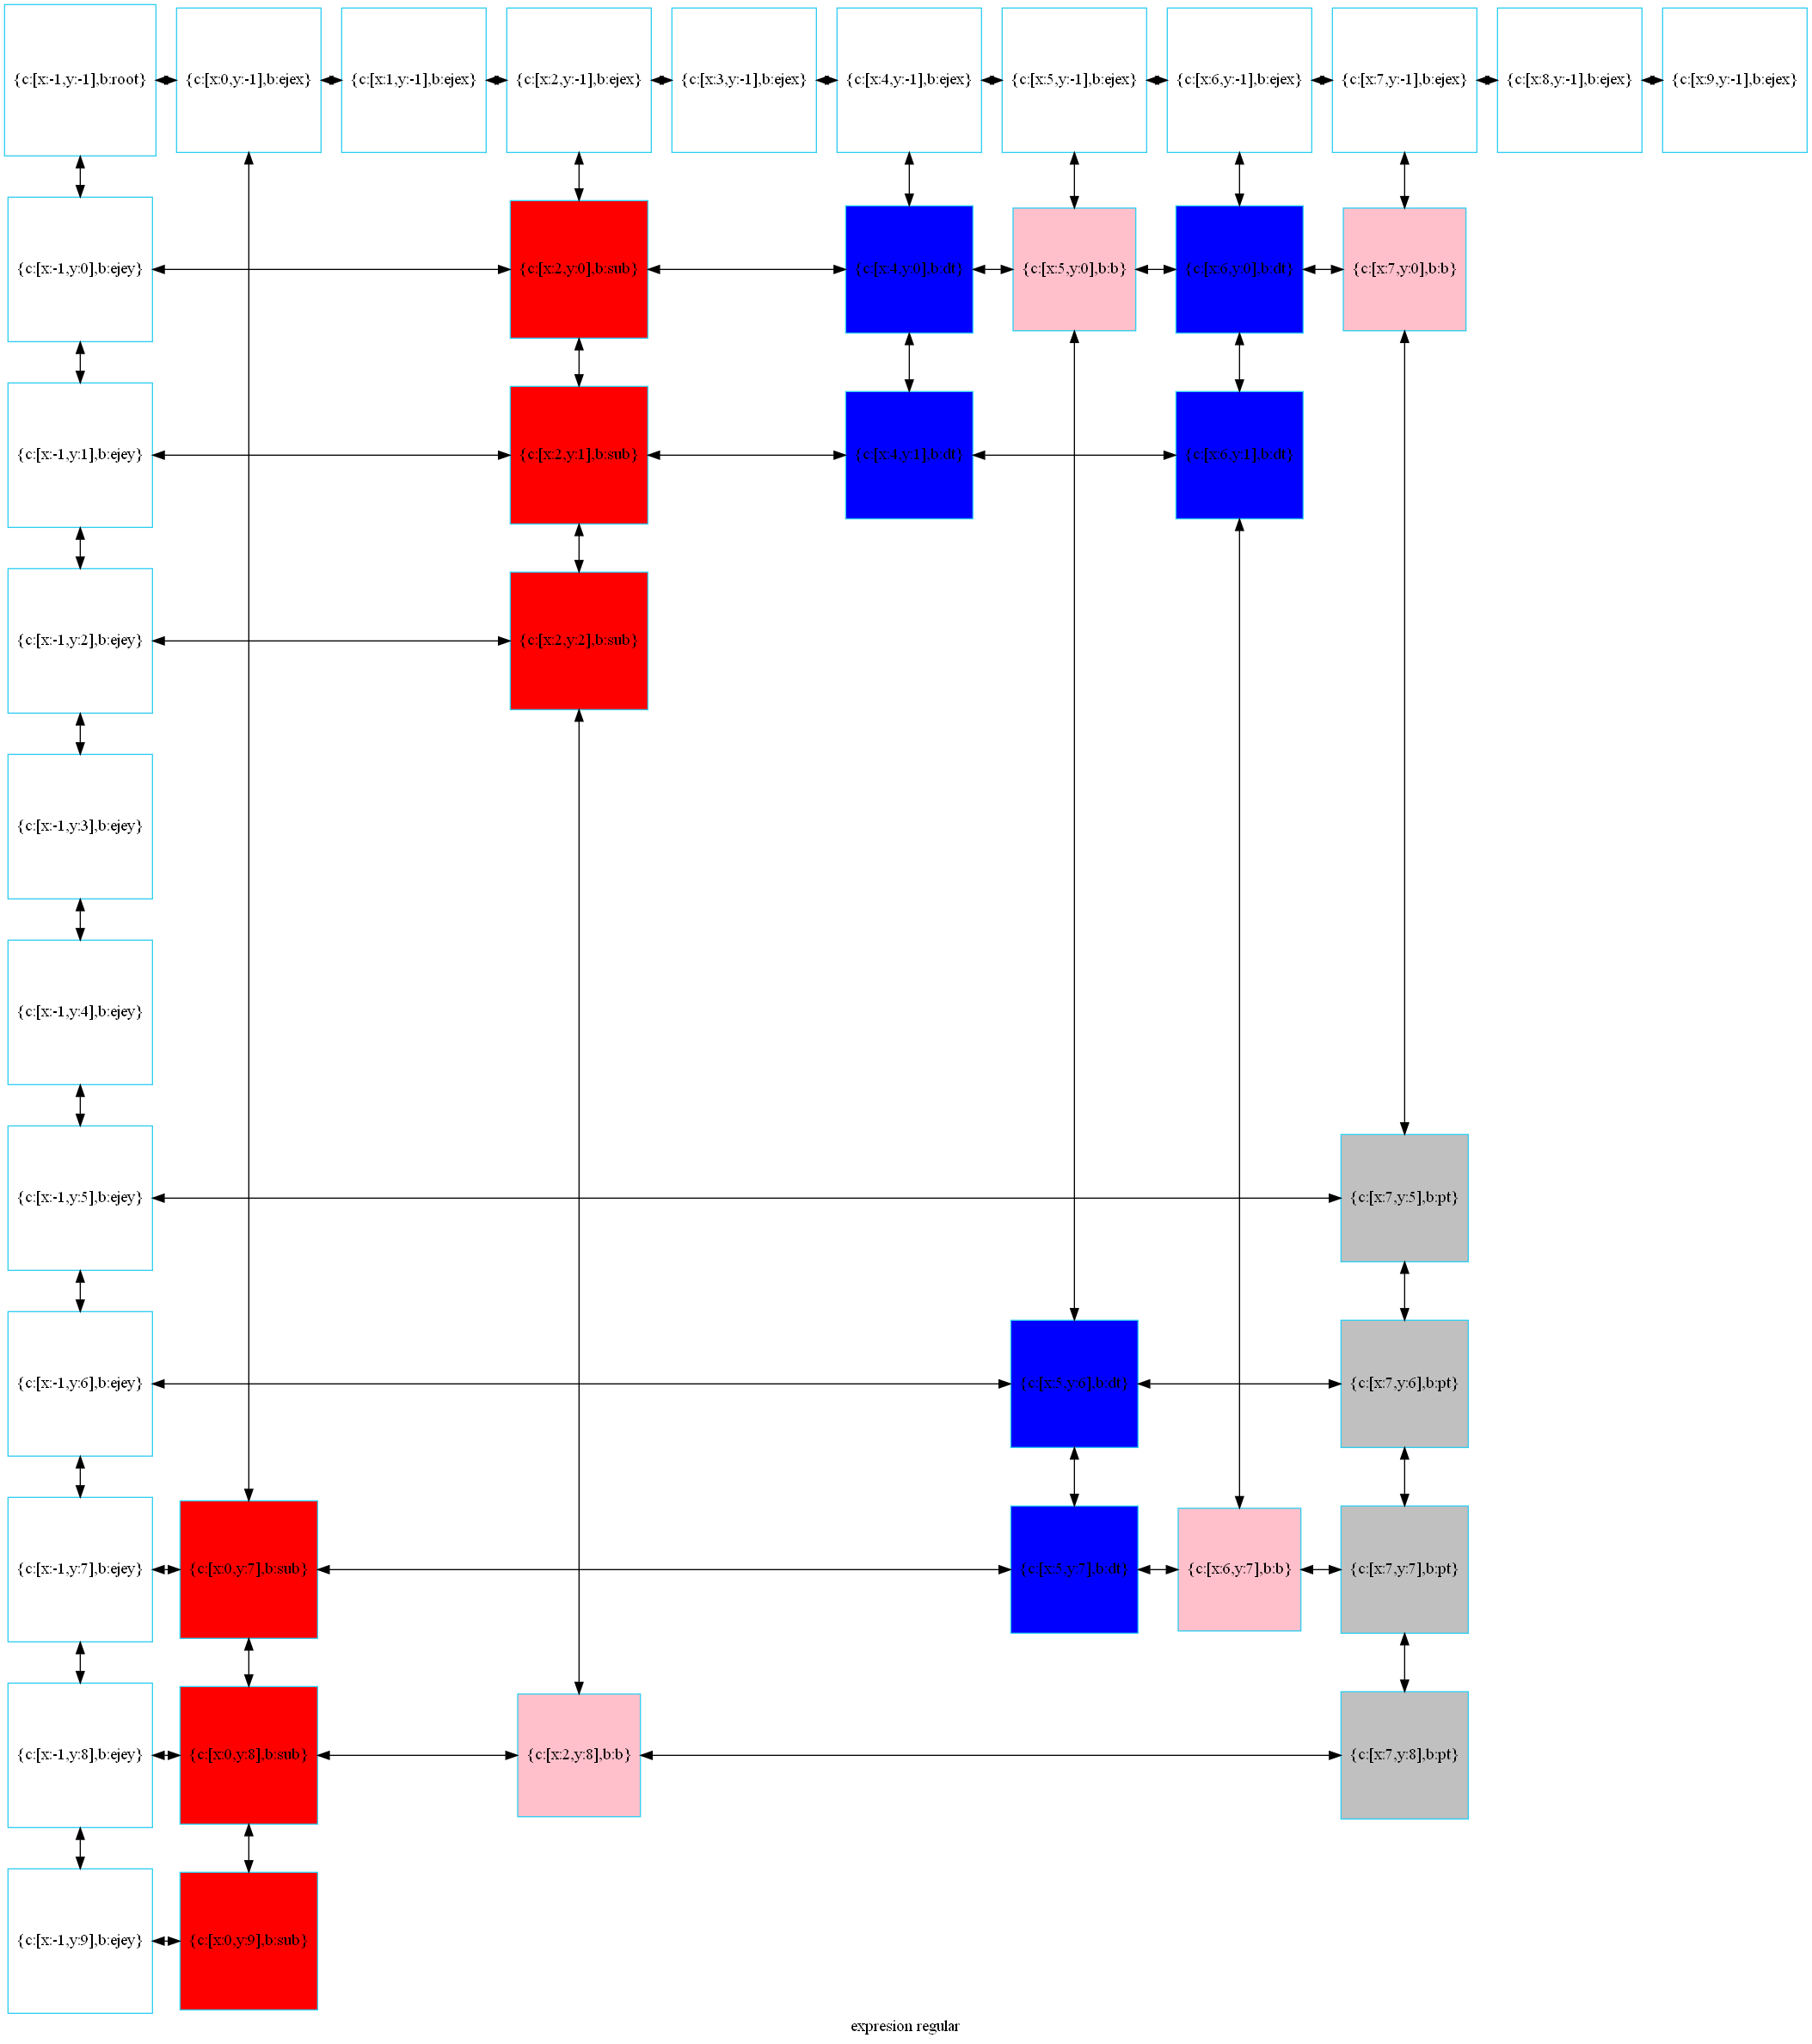 {c:[x:-1,y:-1],b:root} {c:[x:0,y:-1],b:ejex} {c:[x:1,y:-1],b:ejex} {c:[x:2,y:-1],b:ejex} {c:[x:3,y:-1],b:ejex} {c:[x:4,y:-1],b:ejex} {c:[x:5,y:-1],b:ejex} {c:[x:6,y:-1],b:ejex} {c:[x:7,y:-1],b:ejex} {c:[x:8,y:-1],b:ejex} {c:[x:9,y:-1],b:ejex}
{c:[x:-1,y:0],b:ejey} {c:[x:2,y:0],b:sub} {c:[x:4,y:0],b:dt} {c:[x:5,y:0],b:b} {c:[x:6,y:0],b:dt} {c:[x:7,y:0],b:b}
{c:[x:-1,y:1],b:ejey} {c:[x:2,y:1],b:sub} {c:[x:4,y:1],b:dt} {c:[x:6,y:1],b:dt}
{c:[x:-1,y:2],b:ejey} {c:[x:2,y:2],b:sub}
{c:[x:-1,y:3],b:ejey}
{c:[x:-1,y:4],b:ejey}
{c:[x:-1,y:5],b:ejey} {c:[x:7,y:5],b:pt}
{c:[x:-1,y:6],b:ejey} {c:[x:5,y:6],b:dt} {c:[x:7,y:6],b:pt}
{c:[x:-1,y:7],b:ejey} {c:[x:0,y:7],b:sub} {c:[x:5,y:7],b:dt} {c:[x:6,y:7],b:b} {c:[x:7,y:7],b:pt}
{c:[x:-1,y:8],b:ejey} {c:[x:0,y:8],b:sub} {c:[x:2,y:8],b:b} {c:[x:7,y:8],b:pt}
{c:[x:-1,y:9],b:ejey} {c:[x:0,y:9],b:sub}
expresion regular